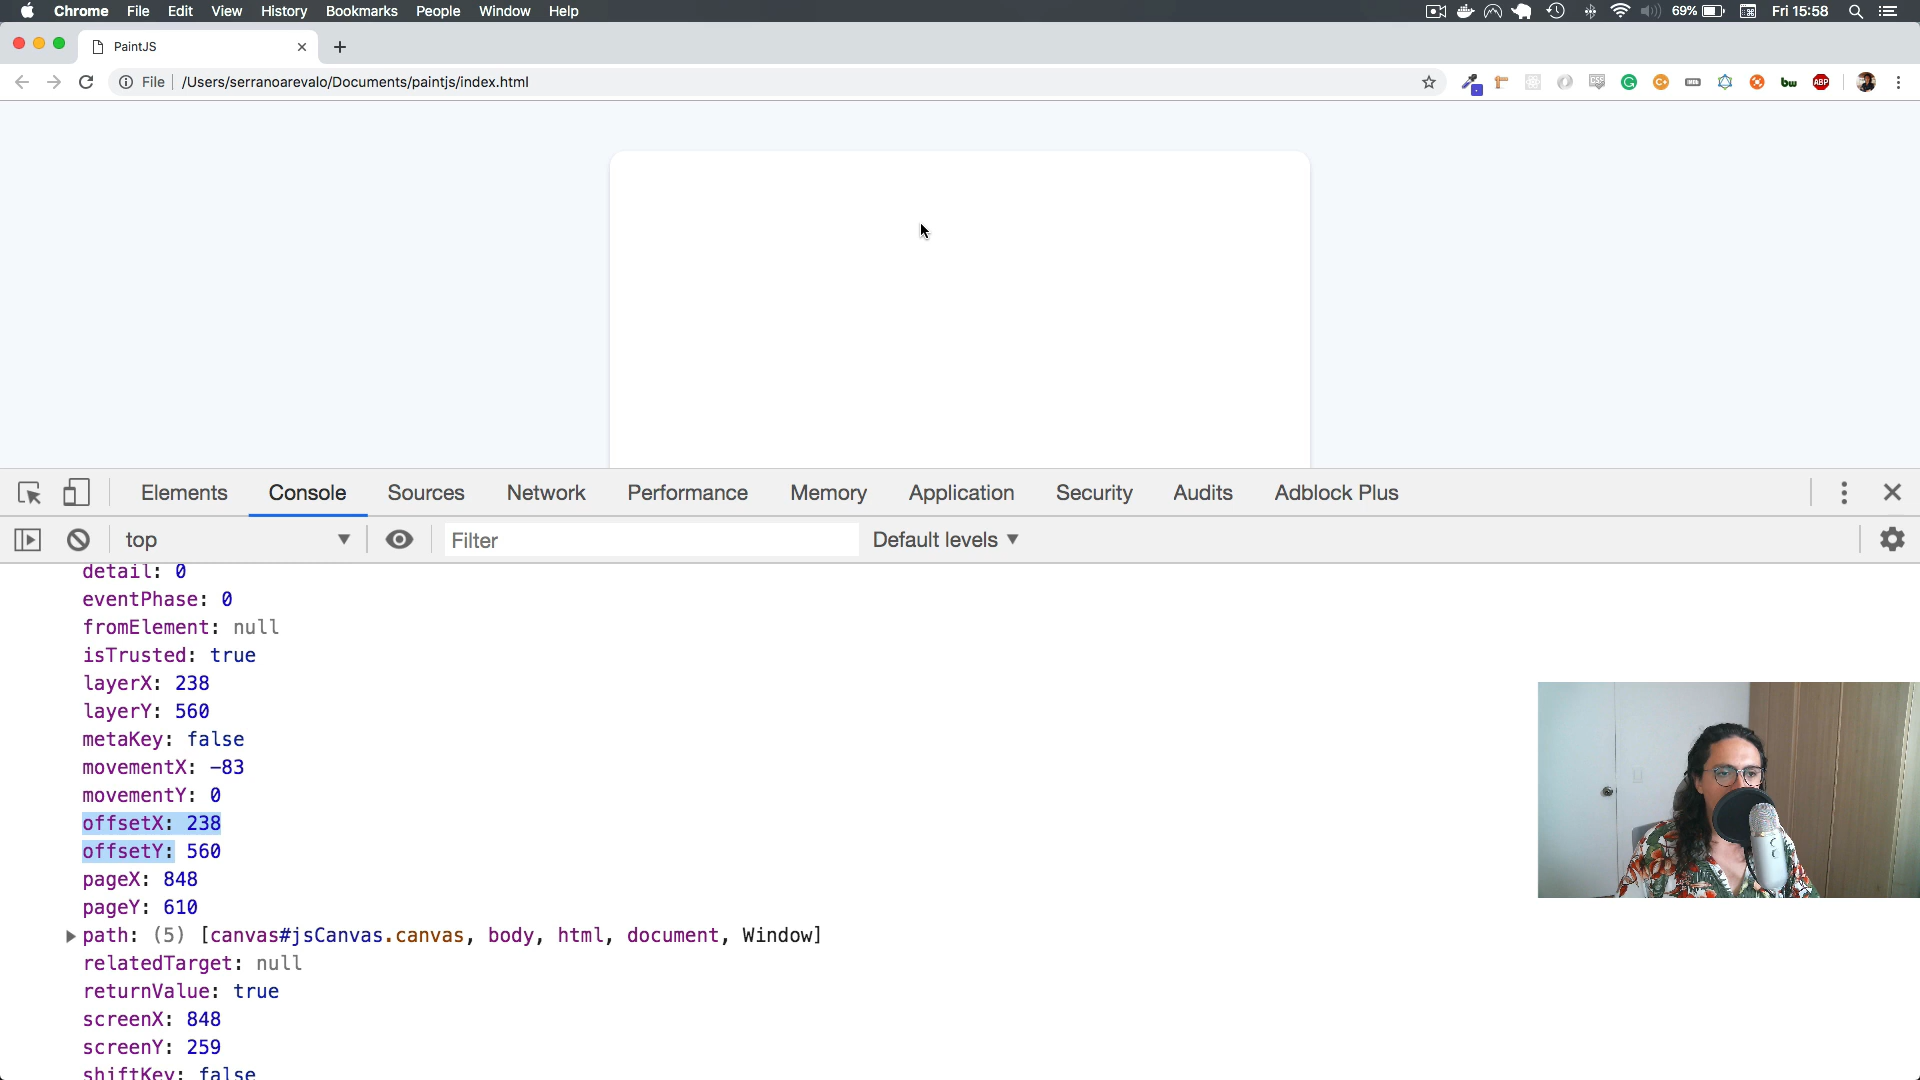 Chrome File Edit View History Bookmarks People Window Help 69% Fri 15:58
PaintJS
File /Users/serranoarevalo/Documents/paintjs/index.html
ABP
Elements Console Sources Network Performance Memory Application Security Audits Adblock Plus
top Filter Default levels ▼
detail: 0
eventPhase: 0
fromElement: null
isTrusted: true
layerX: 238
layerY: 560
metaKey: false
movementX: -83
movementY: 0
offsetX: 238
offsetY: 560
pageX: 848
pageY: 610
path: (5) [canvas#jsCanvas.canvas, body, html, document, Window]
relatedTarget: null
returnValue: true
screenX: 848
screenY: 259
shiftKey: false